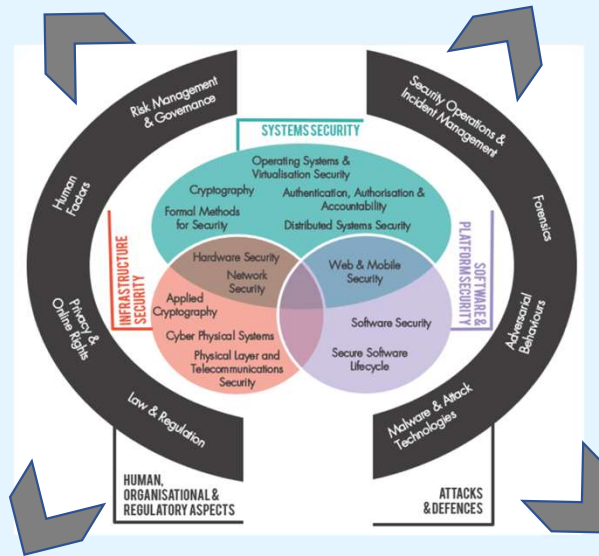 Risk Management
& Governance
Human
Factors
Privacy &
Online Rights
Law & Regulation
HUMAN,
ORGANISATIONAL &
REGULATORY ASPECTS
INFRASTRUCTURE
SECURITY
SYSTEMS SECURITY
Operating Systems &
Virtualisation Security
Cryptography
Authentication, Authorisation &
Accountability
Formal Methods
for Security
Distributed Systems Security
Hardware Security
Network
Security
Web & Mobile
Security
Applied
Cryptography
Cyber Physical Systems
Physical Layer and
Telecommunications
Security
Software Security
Secure Software
Lifecycle
SOFTWARE &
PLATFORM SECURITY
Security Operations &
Incident Management
Forensics
Adversarial
Behaviours
Malware & Attack
Technologies
ATTACKS
& DEFENCES